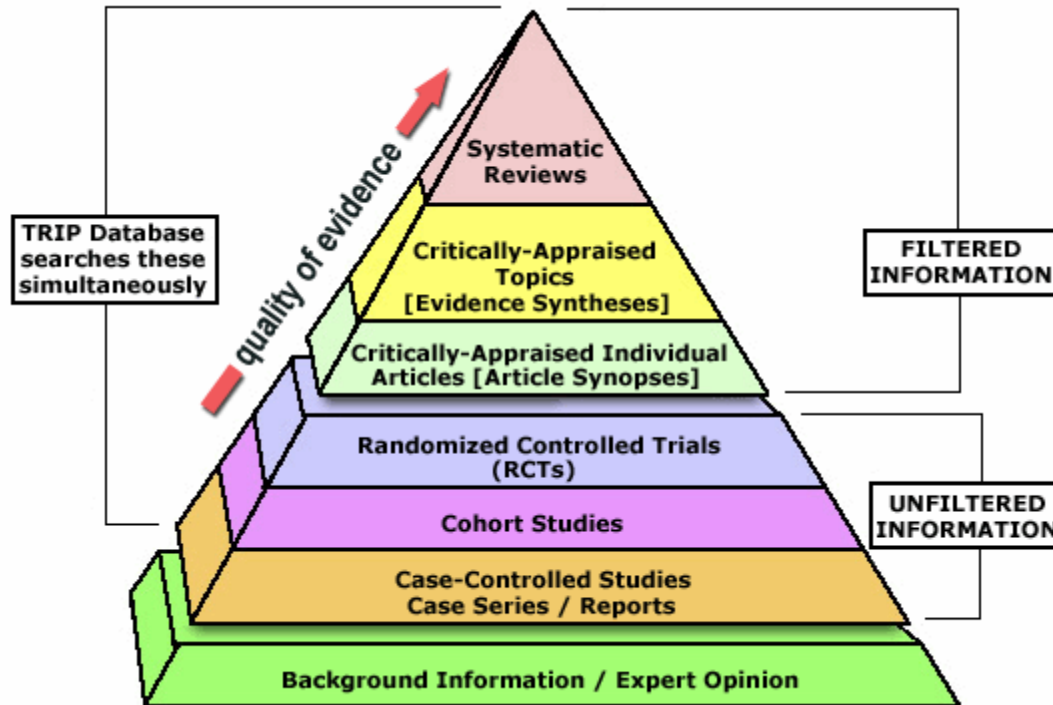 Systematic
Reviews
TRIP Database
searches these
simultaneously
quality of evidence
FILTERED
INFORMATION
Critically-Appraised
Topics
[Evidence Syntheses]
Critically-Appraised Individual
Articles [Article Synopses]
Randomized Controlled Trials
(RCTs)
UNFILTERED
INFORMATION
Cohort Studies
Case-Controlled Studies
Case Series / Reports
Background Information / Expert Opinion